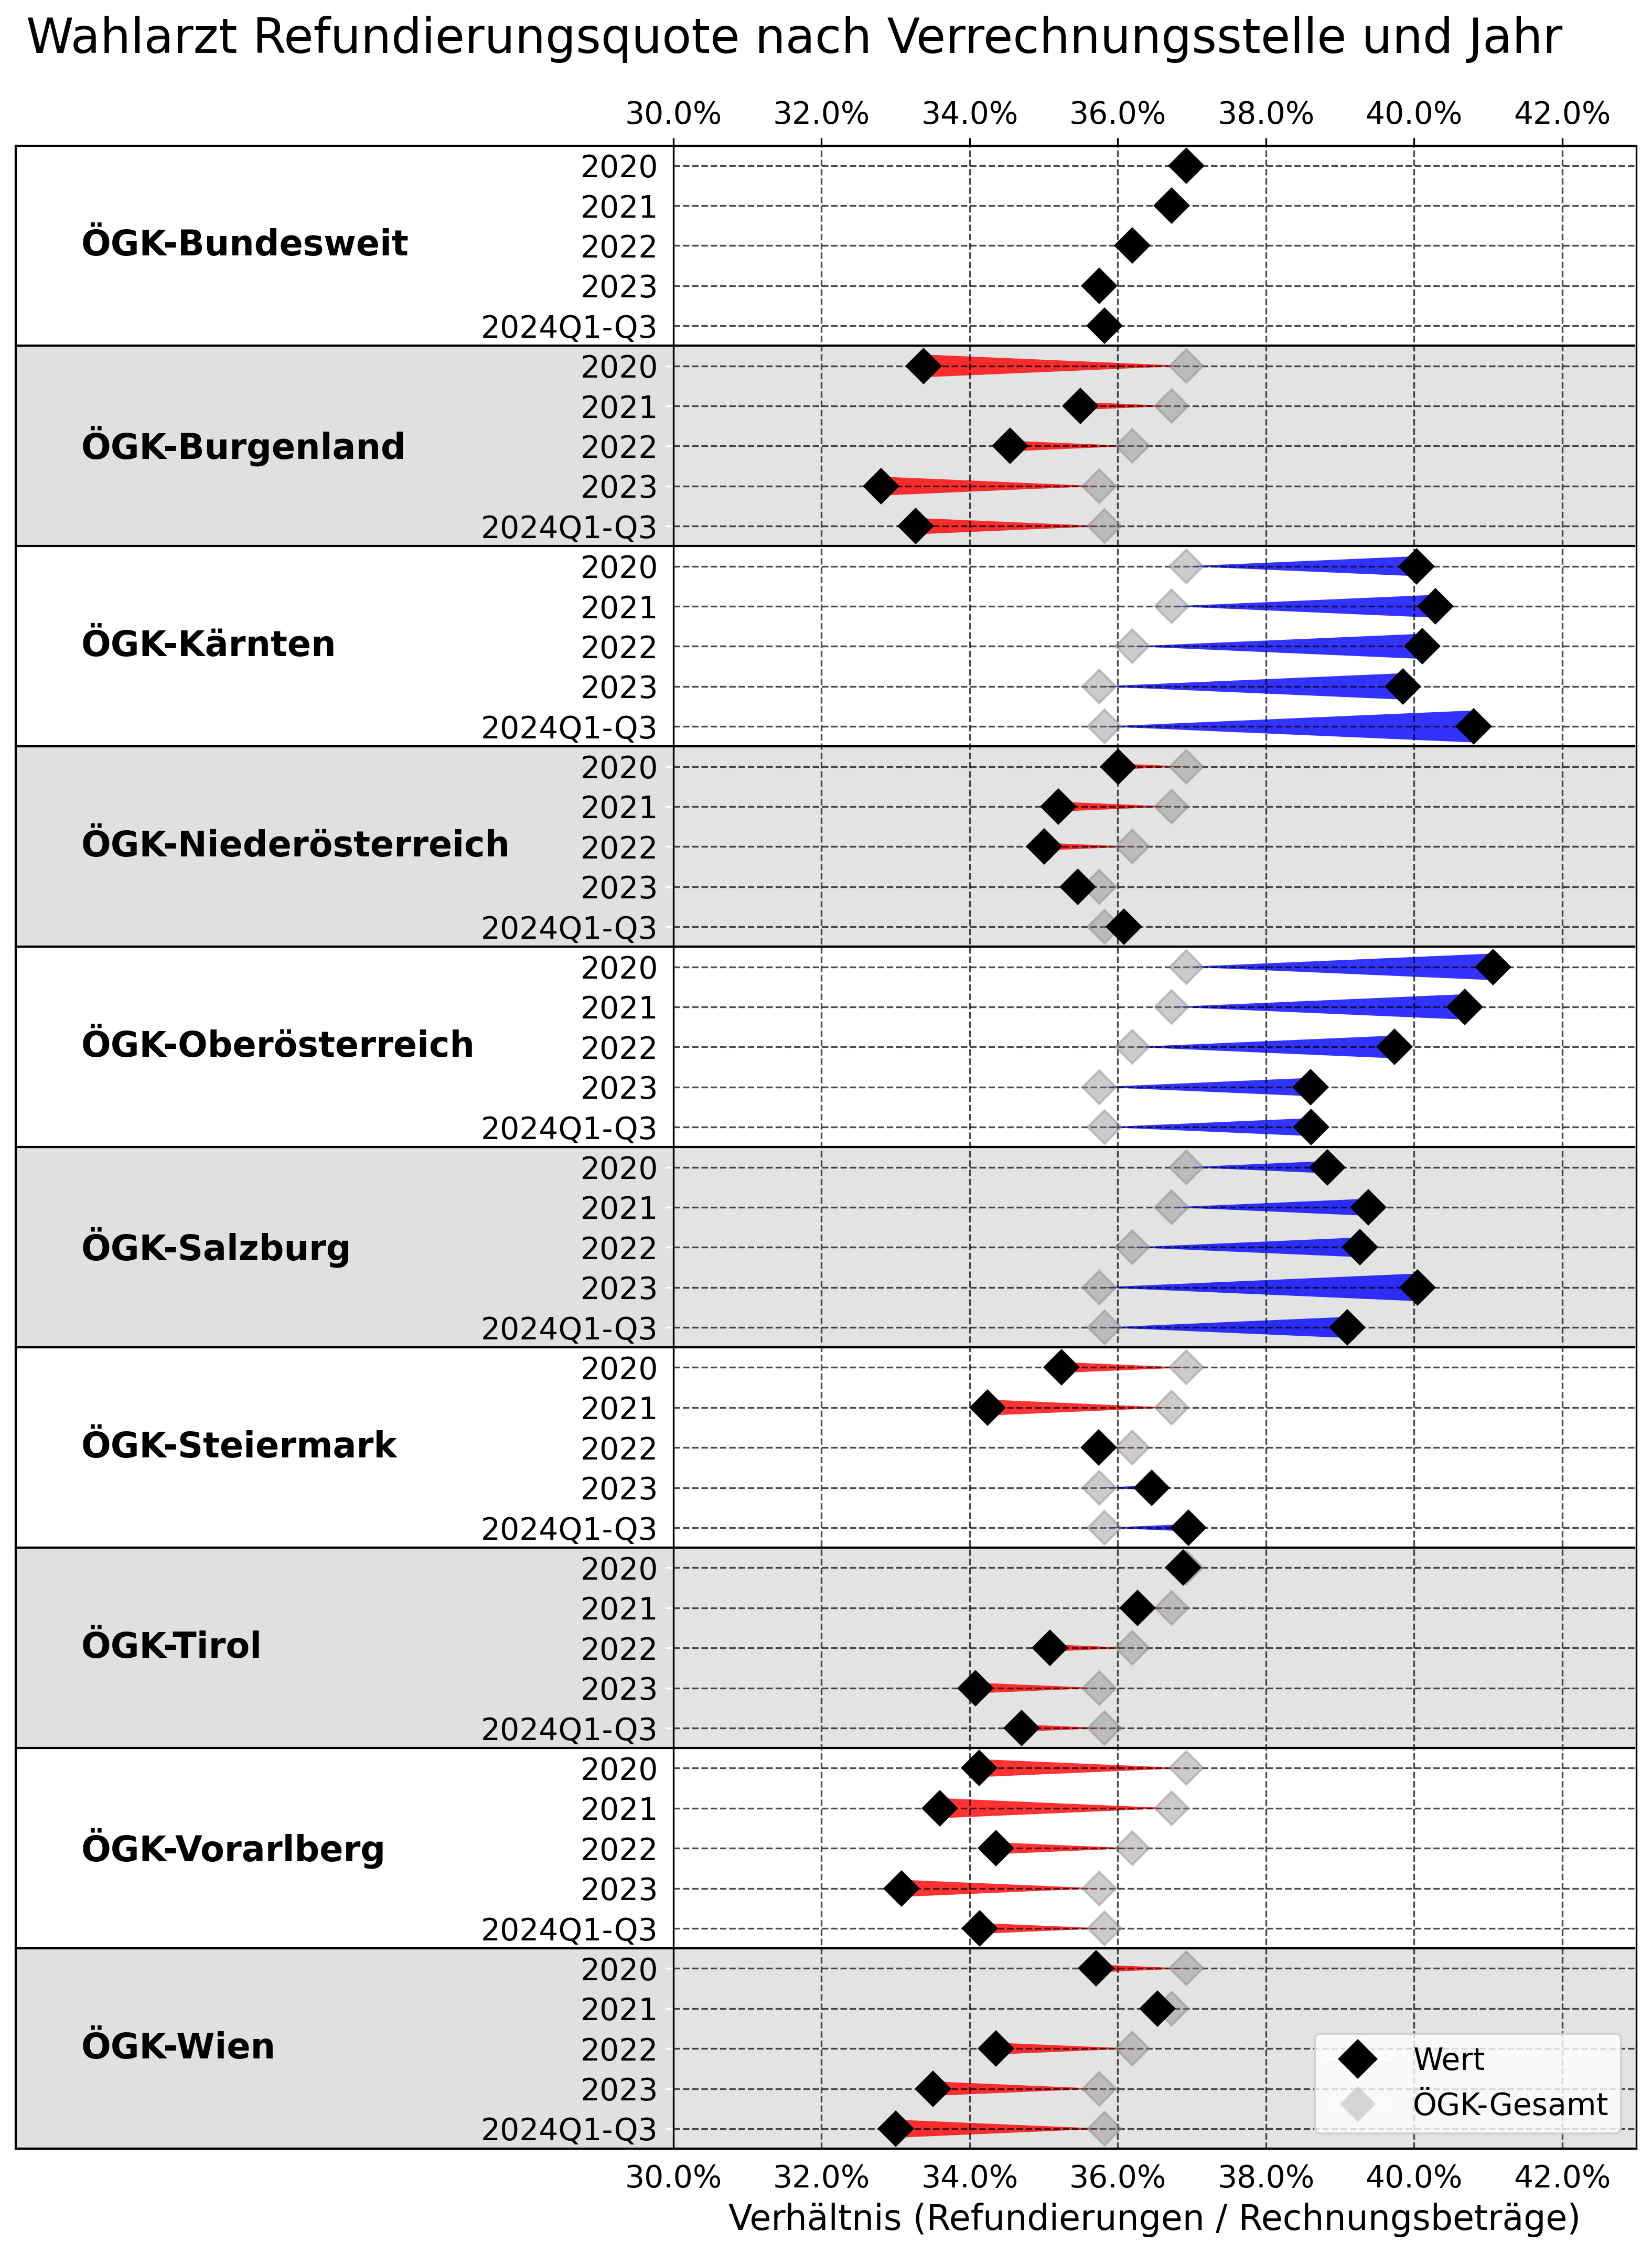 Wahlarzt Refundierungsquote nach Verrechnungsstelle und Jahr
30.0% 32.0% 34.0% 36.0% 38.0% 40.0% 42.0%
ÖGK-Bundesweit
2020
2021
2022
2023
2024Q1-Q3
ÖGK-Burgenland
2020
2021
2022
2023
2024Q1-Q3
ÖGK-Kärnten
2020
2021
2022
2023
2024Q1-Q3
ÖGK-Niederösterreich
2020
2021
2022
2023
2024Q1-Q3
ÖGK-Oberösterreich
2020
2021
2022
2023
2024Q1-Q3
ÖGK-Salzburg
2020
2021
2022
2023
2024Q1-Q3
ÖGK-Steiermark
2020
2021
2022
2023
2024Q1-Q3
ÖGK-Tirol
2020
2021
2022
2023
2024Q1-Q3
ÖGK-Vorarlberg
2020
2021
2022
2023
2024Q1-Q3
ÖGK-Wien
2020
2021
2022
2023
2024Q1-Q3
Wert
ÖGK-Gesamt
30.0% 32.0% 34.0% 36.0% 38.0% 40.0% 42.0%
Verhältnis (Refundierungen / Rechnungsbeträge)